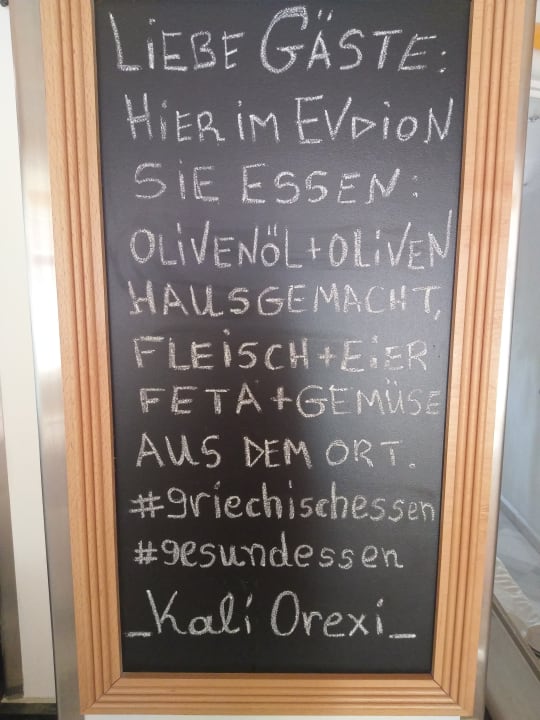 LiEBE GÄSTE:
HiER iM EVDiON
SiE ESSEN:
OLiVENÖL+OLiVEN
HAUSGEMACHT,
FLEiSCH+EiER
FETA+GEMÜSE
AUS DEM ORT.
#griechischessen
#gesundessen
_Kali Orexi_